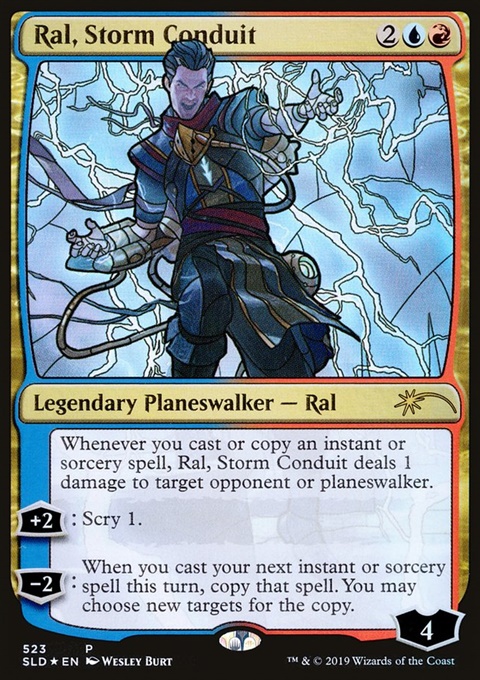 Ral, Storm Conduit 2
Legendary Planeswalker — Ral
Whenever you cast or copy an instant or
sorcery spell, Ral, Storm Conduit deals 1
damage to target opponent or planeswalker.
+2 : Scry 1.
−2 : When you cast your next instant or sorcery
spell this turn, copy that spell. You may
choose new targets for the copy.
4
523 P
SLD ★ EN Wesley Burt
™ & © 2019 Wizards of the Coast